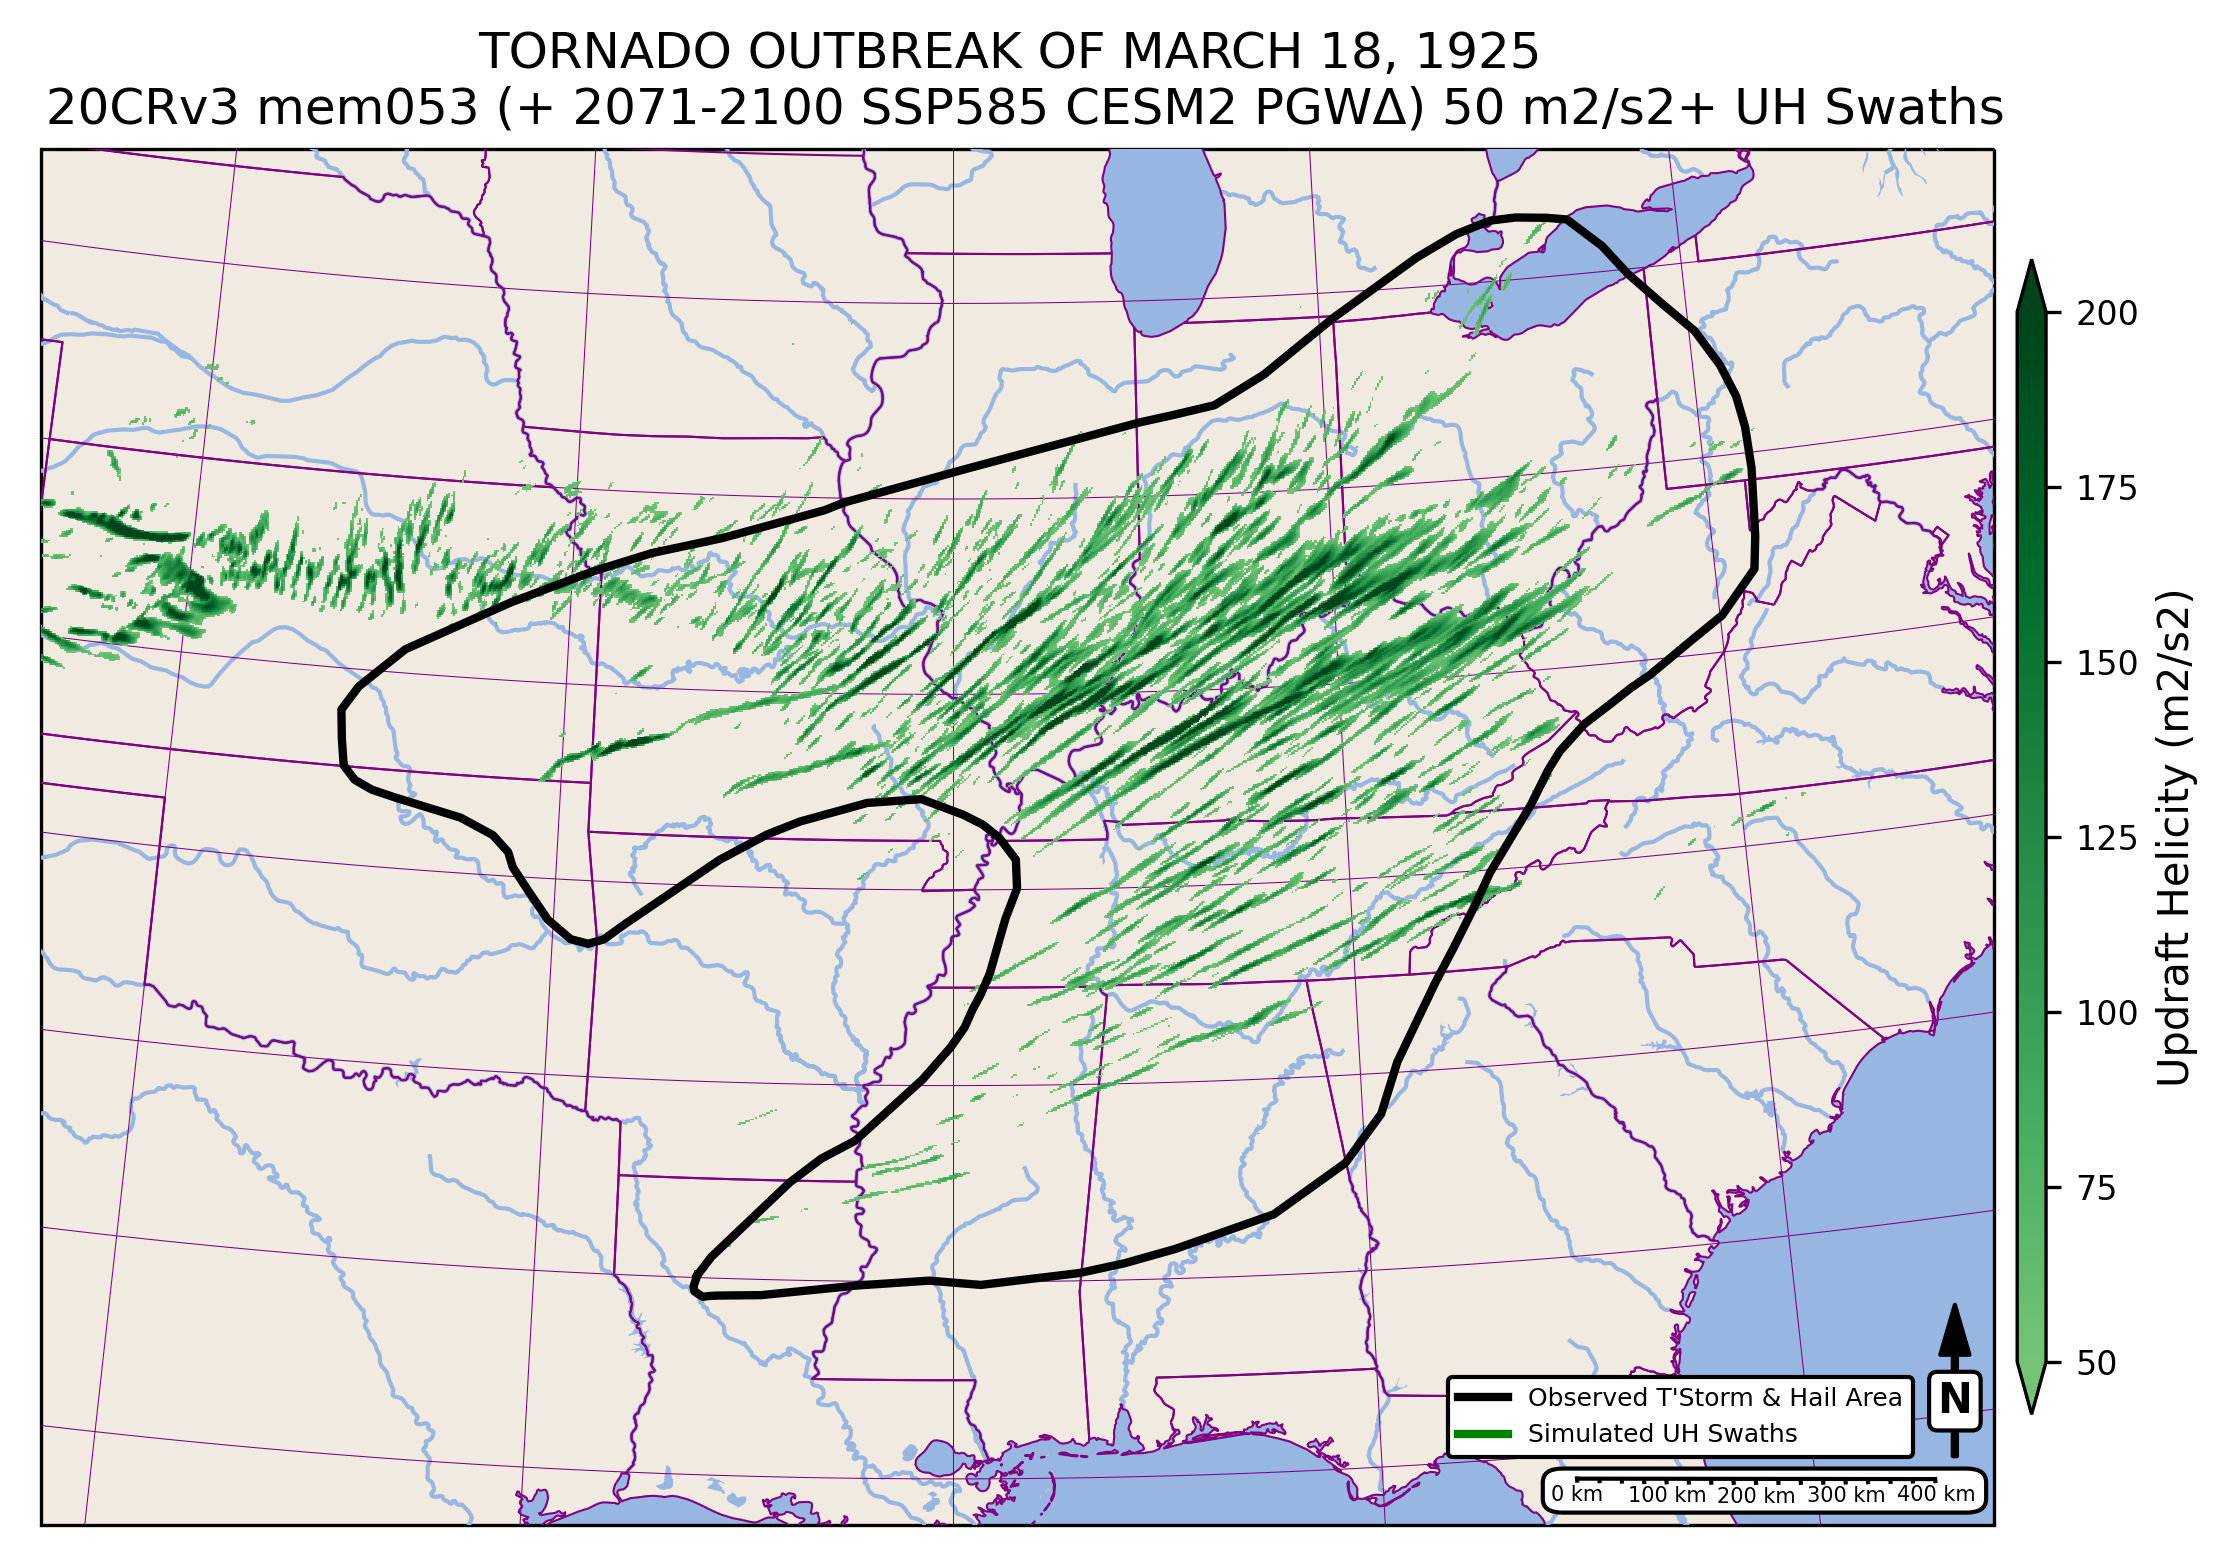 TORNADO OUTBREAK OF MARCH 18, 1925
20CRv3 mem053 (+ 2071-2100 SSP585 CESM2 PGWΔ) 50 m2/s2+ UH Swaths
200
175
150
125
100
75
50
Updraft Helicity (m2/s2)
Observed T'Storm & Hail Area
Simulated UH Swaths
N
0 km 100 km 200 km 300 km 400 km